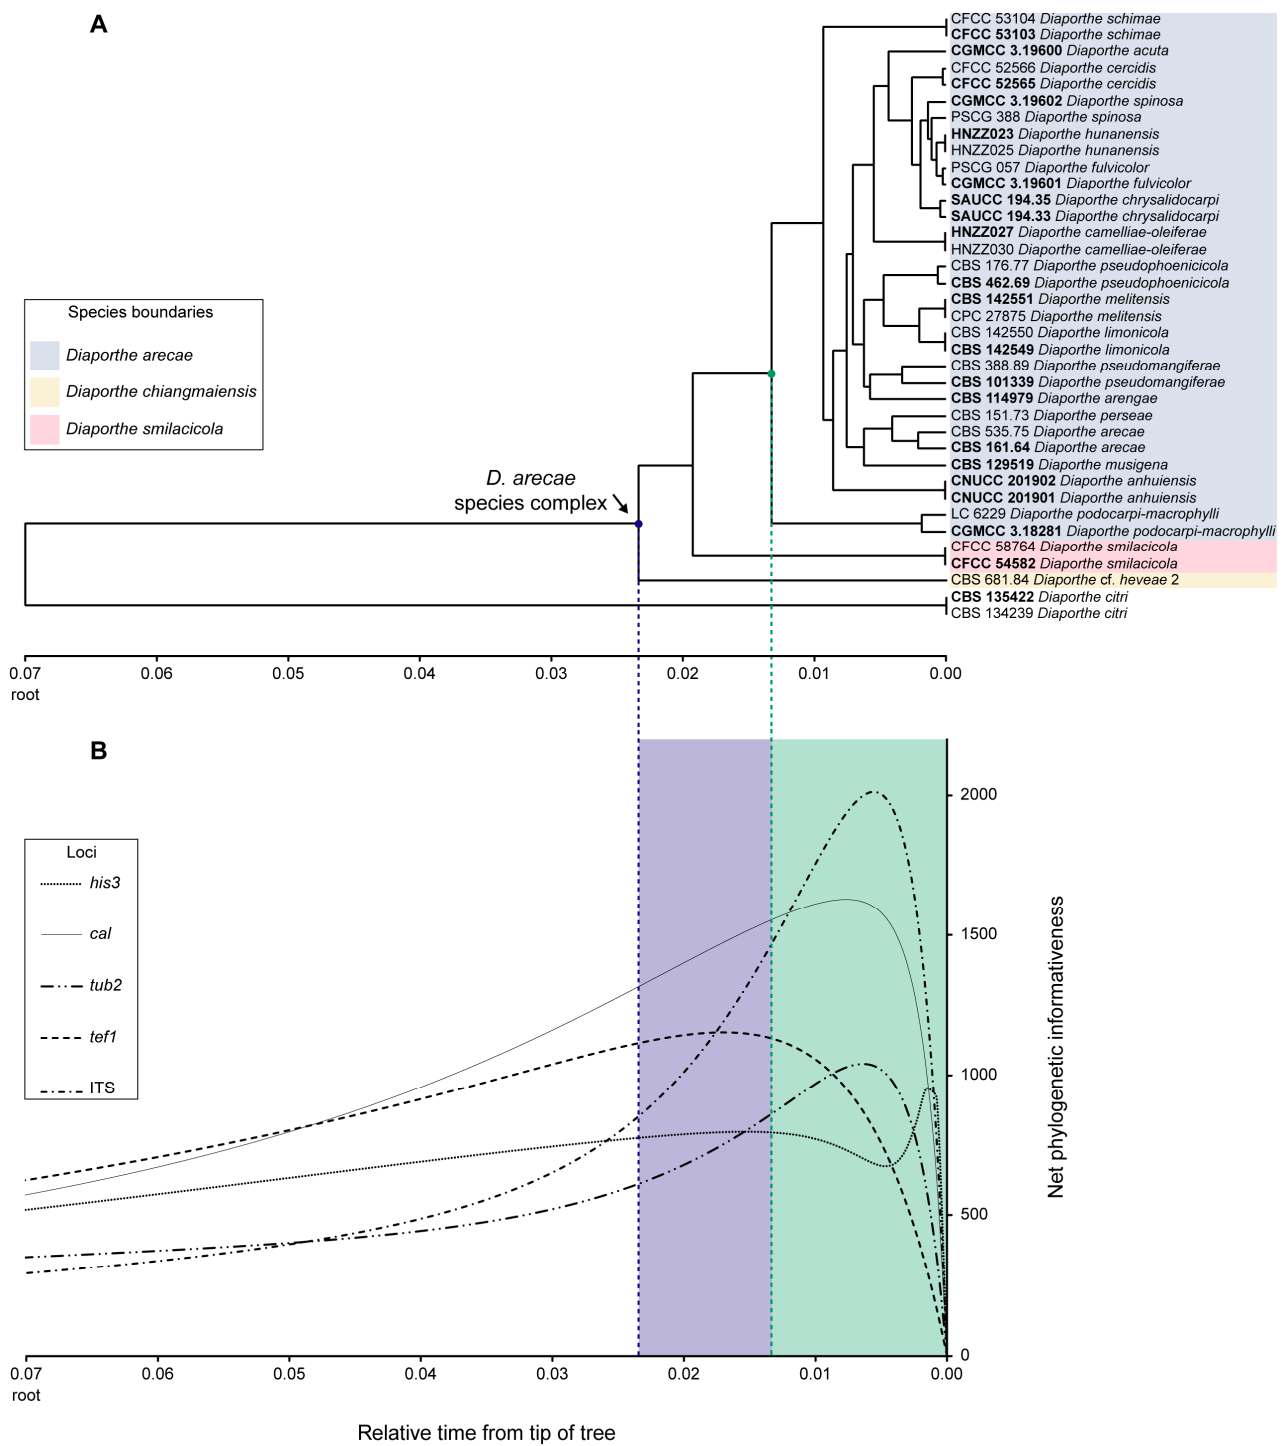 A
CFCC 53104 Diaporthe schimae
CFCC 53103 Diaporthe schimae
CGMCC 3.19600 Diaporthe acuta
CFCC 52566 Diaporthe cercidis
CFCC 52565 Diaporthe cercidis
CGMCC 3.19602 Diaporthe spinosa
PSCG 388 Diaporthe spinosa
HNZZ023 Diaporthe hunanensis
HNZZ025 Diaporthe hunanensis
PSCG 057 Diaporthe fulvicolor
CGMCC 3.19601 Diaporthe fulvicolor
SAUCC 194.35 Diaporthe chrysalidocarpi
SAUCC 194.33 Diaporthe chrysalidocarpi
HNZZ027 Diaporthe camelliae-oleiferae
HNZZ030 Diaporthe camelliae-oleiferae
CBS 176.77 Diaporthe pseudophoenicicola
CBS 462.69 Diaporthe pseudophoenicicola
CBS 142551 Diaporthe melitensis
CPC 27875 Diaporthe melitensis
CBS 142550 Diaporthe limonicola
CBS 142549 Diaporthe limonicola
CBS 388.89 Diaporthe pseudomangiferae
CBS 101339 Diaporthe pseudomangiferae
CBS 114979 Diaporthe arengae
CBS 151.73 Diaporthe perseae
CBS 535.75 Diaporthe arecae
CBS 161.64 Diaporthe arecae
CBS 129519 Diaporthe musigena
CNUCC 201902 Diaporthe anhuiensis
CNUCC 201901 Diaporthe anhuiensis
LC 6229 Diaporthe podocarpi-macrophylli
CGMCC 3.18281 Diaporthe podocarpi-macrophylli
CFCC 58764 Diaporthe smilacicola
CFCC 54582 Diaporthe smilacicola
CBS 681.84 Diaporthe cf. heveae 2
CBS 135422 Diaporthe citri
CBS 134239 Diaporthe citri
Species boundaries
Diaporthe arecae
Diaporthe chiangmaiensis
Diaporthe smilacicola
D. arecae
species complex
0.07 0.06 0.05 0.04 0.03 0.02 0.01 0.00
root
B
Loci
his3
cal
tub2
tef1
ITS
2000
1500
1000
500
0
Net phylogenetic informativeness
0.07 0.06 0.05 0.04 0.03 0.02 0.01 0.00
root
Relative time from tip of tree